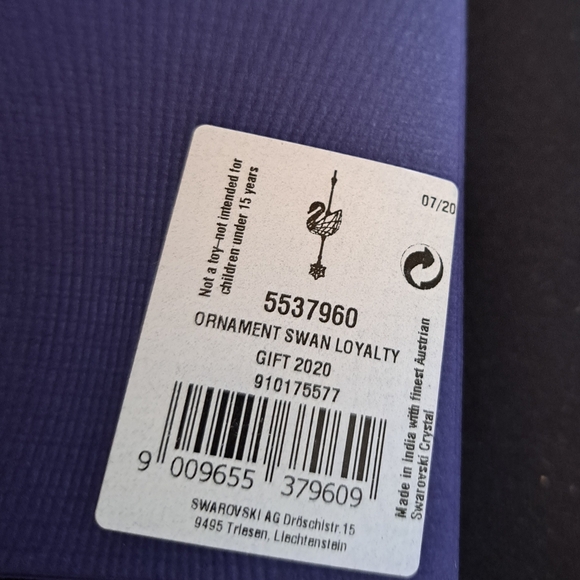 Not a toy-not intended for
children under 15 years
07/20
5537960
ORNAMENT SWAN LOYALTY
GIFT 2020
910175577
9 009655 379609
SWAROVSKI AG Dröschistr.15
9495 Triesen, Liechtenstein
Made in India with finest Austrian
Swarovski Crystal